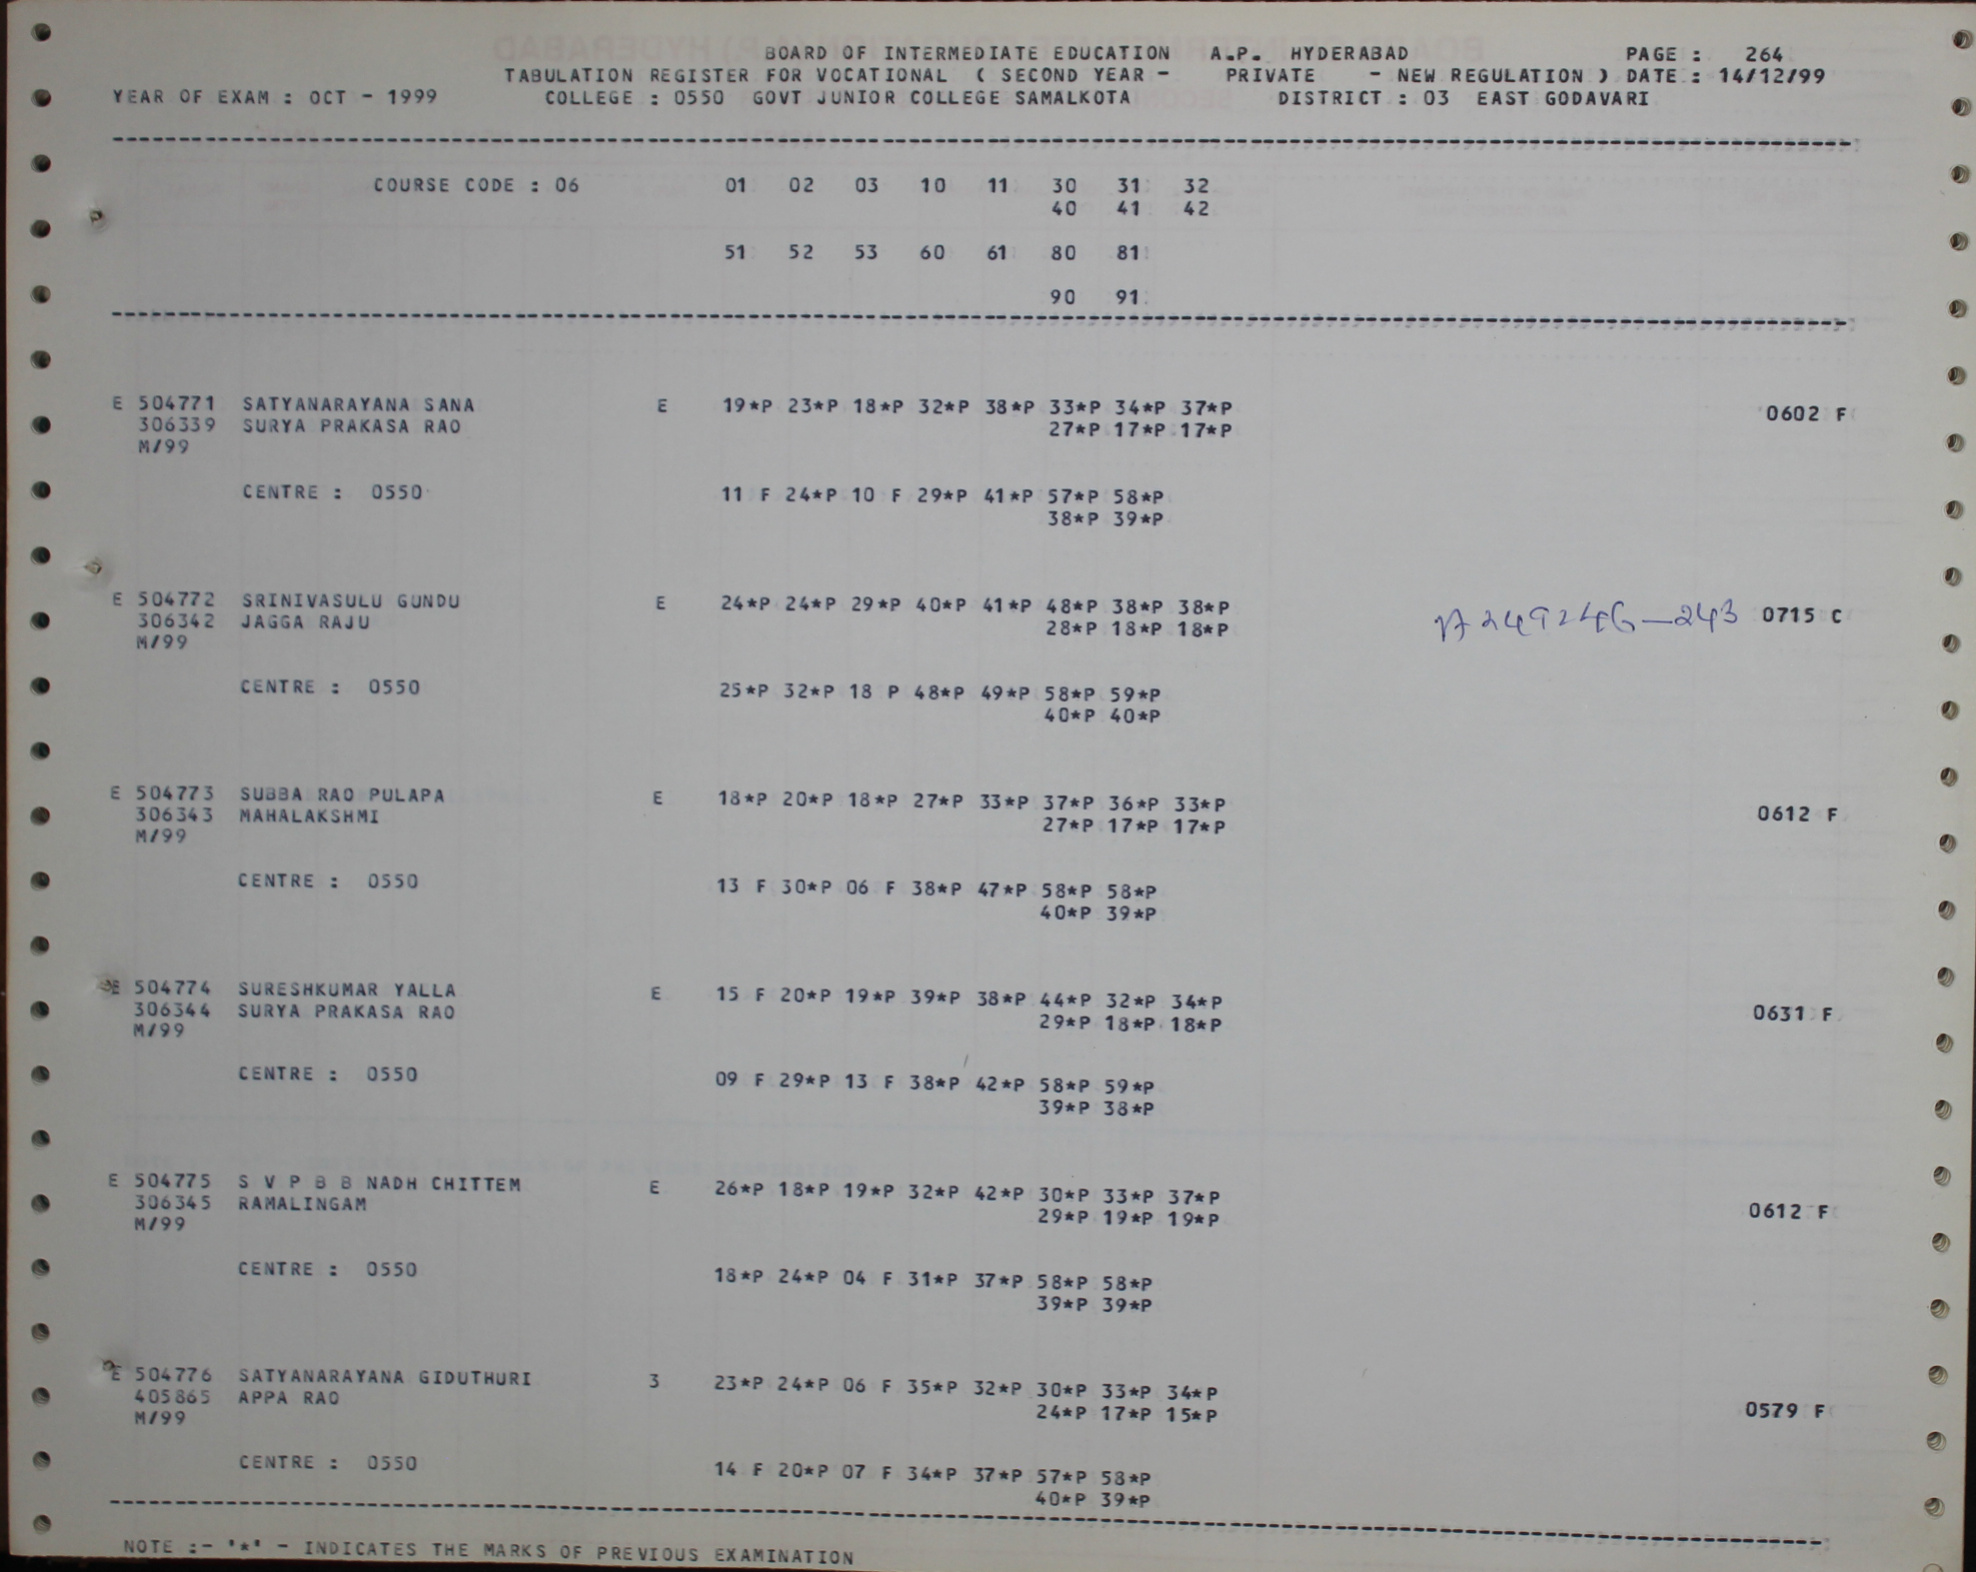 BOARD OF INTERMEDIATE EDUCATION A.P. HYDERABAD PAGE : 264
TABULATION REGISTER FOR VOCATIONAL ( SECOND YEAR - PRIVATE - NEW REGULATION ) DATE : 14/12/99
YEAR OF EXAM : OCT - 1999 COLLEGE : 0550 GOVT JUNIOR COLLEGE SAMALKOTA DISTRICT : 03 EAST GODAVARI
COURSE CODE : 06 01 02 03 10 11 30 31 32
40 41 42
51 52 53 60 61 80 81
90 91
E 504771 SATYANARAYANA SANA E 19*P 23*P 18*P 32*P 38*P 33*P 34*P 37*P 0602 F
306339 SURYA PRAKASA RAO 27*P 17*P 17*P
M/99
CENTRE : 0550 11 F 24*P 10 F 29*P 41*P 57*P 58*P
38*P 39*P
E 504772 SRINIVASULU GUNDU E 24*P 24*P 29*P 40*P 41*P 48*P 38*P 38*P 0715 C
306342 JAGGA RAJU 28*P 18*P 18*P
M/99
CENTRE : 0550 25*P 32*P 18 P 48*P 49*P 58*P 59*P
40*P 40*P
E 504773 SUBBA RAO PULAPA E 18*P 20*P 18*P 27*P 33*P 37*P 36*P 33*P 0612 F
306343 MAHALAKSHMI 27*P 17*P 17*P
M/99
CENTRE : 0550 13 F 30*P 06 F 38*P 47*P 58*P 58*P
40*P 39*P
E 504774 SURESHKUMAR YALLA E 15 F 20*P 19*P 39*P 38*P 44*P 32*P 34*P 0631 F
306344 SURYA PRAKASA RAO 29*P 18*P 18*P
M/99
CENTRE : 0550 09 F 29*P 13 F 38*P 42*P 58*P 59*P
39*P 38*P
E 504775 S V P B B NADH CHITTEM E 26*P 18*P 19*P 32*P 42*P 30*P 33*P 37*P 0612 F
306345 RAMALINGAM 29*P 19*P 19*P
M/99
CENTRE : 0550 18*P 24*P 04 F 31*P 37*P 58*P 58*P
39*P 39*P
E 504776 SATYANARAYANA GIDUTHURI 3 23*P 24*P 06 F 35*P 32*P 30*P 33*P 34*P 0579 F
405865 APPA RAO 24*P 17*P 15*P
M/99
CENTRE : 0550 14 F 20*P 07 F 34*P 37*P 57*P 58*P
40*P 39*P
NOTE :- '*' - INDICATES THE MARKS OF PREVIOUS EXAMINATION